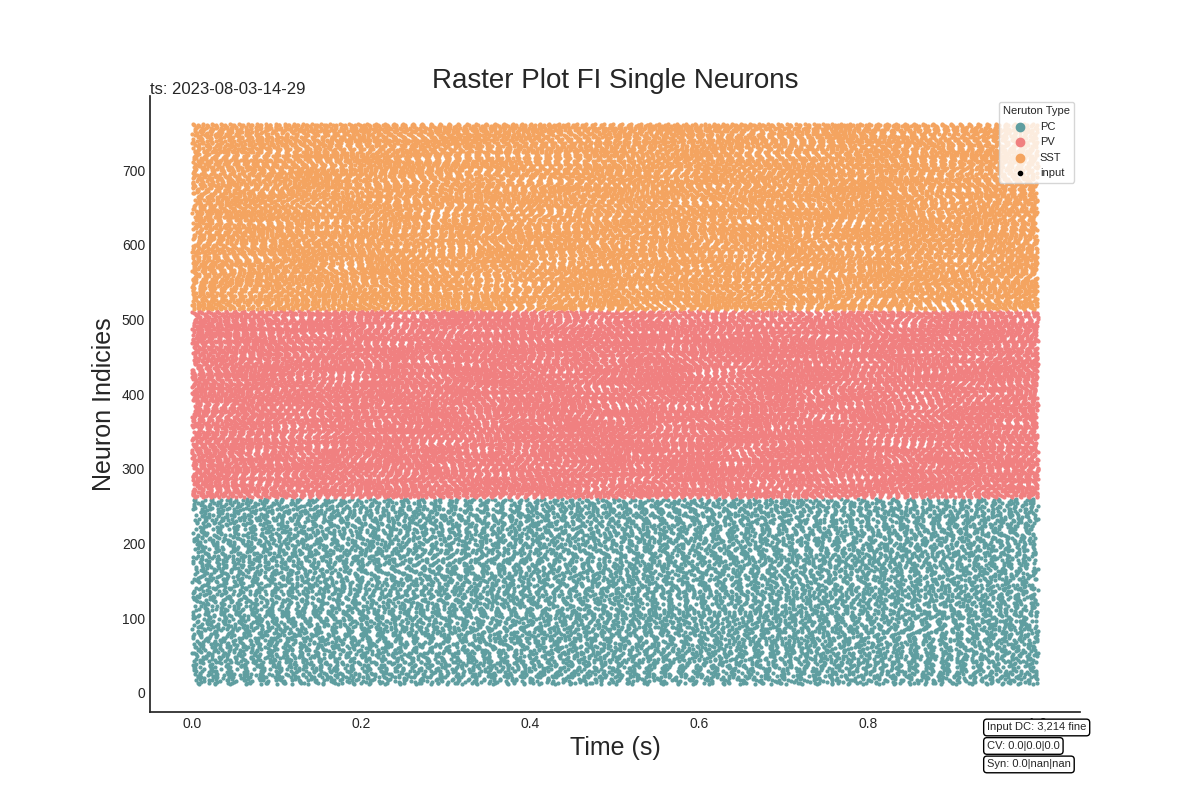 Raster Plot FI Single Neurons
ts: 2023-08-03-14-29
Neruton Type
PC
PV
SST
input
Neuron Indicies
700
600
500
400
300
200
100
0
0.0 0.2 0.4 0.6 0.8
Time (s)
Input DC: 3,214 fine
CV: 0.0|0.0|0.0
Syn: 0.0|nan|nan